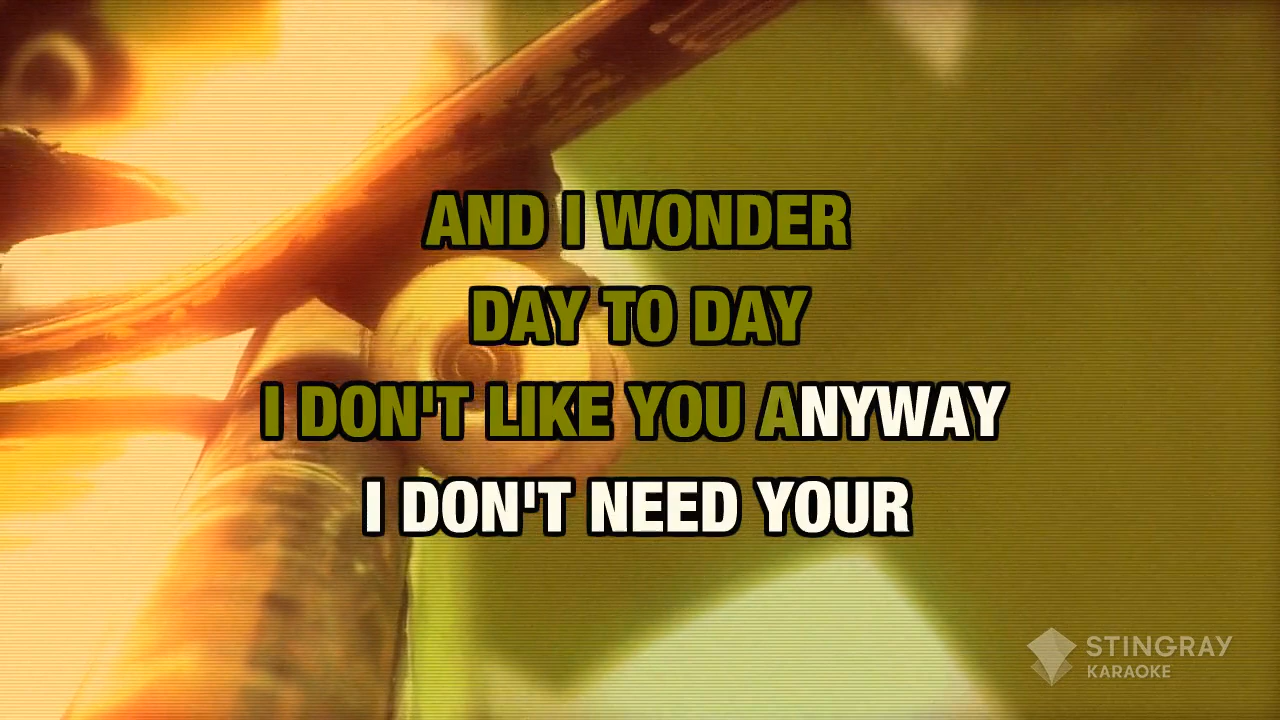 AND I WONDER
DAY TO DAY
I DON'T LIKE YOU ANYWAY
I DON'T NEED YOUR
STINGRAY
KARAOKE